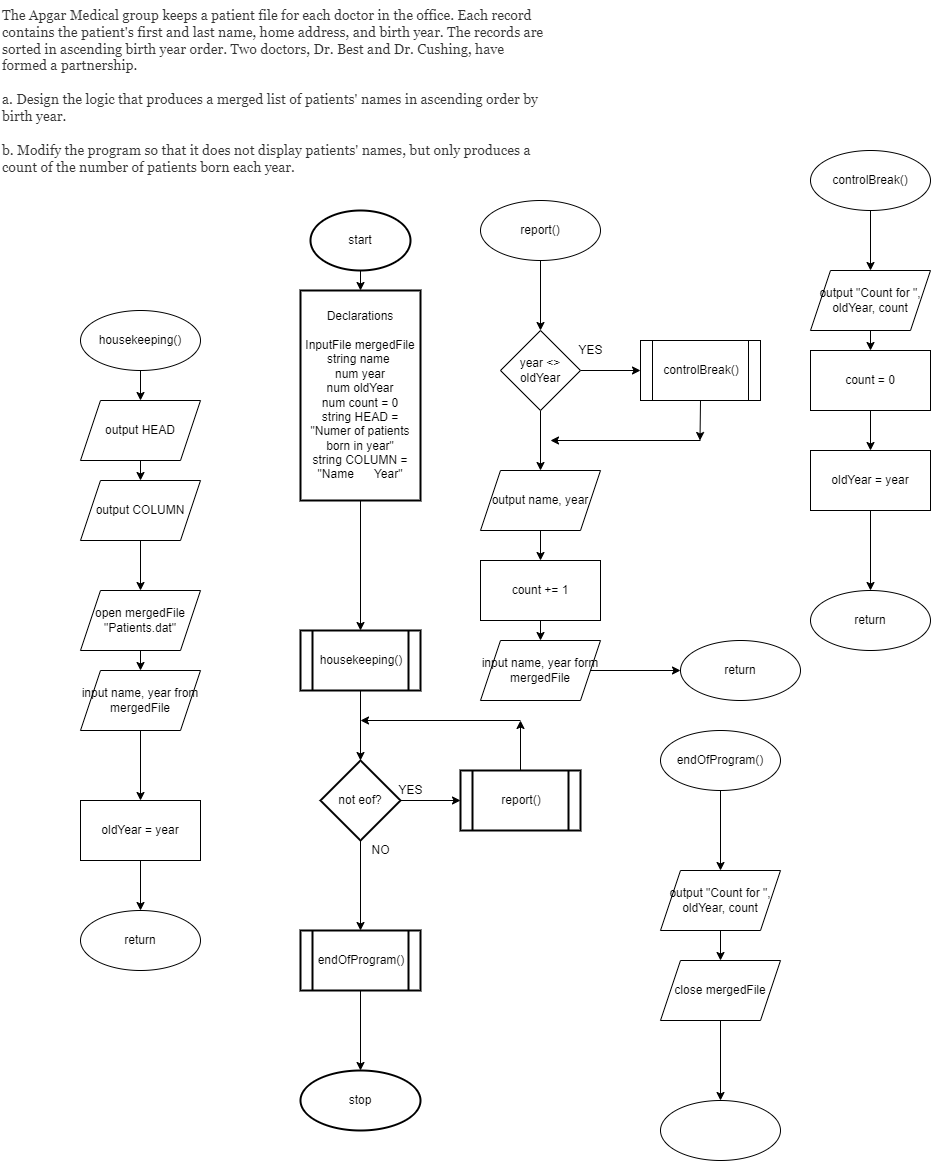 The Apgar Medical group keeps a patient file for each doctor in the office. Each record
contains the patient's first and last name, home address, and birth year. The records are
sorted in ascending birth year order. Two doctors, Dr. Best and Dr. Cushing, have
formed a partnership.
a. Design the logic that produces a merged list of patients' names in ascending order by
birth year.
b. Modify the program so that it does not display patients' names, but only produces a
count of the number of patients born each year.
housekeeping()
output HEAD
output COLUMN
open mergedFile
"Patients.dat"
input name, year from
mergedFile
oldYear = year
return
start
Declarations
InputFile mergedFile
string name
num year
num oldYear
num count = 0
string HEAD =
"Numer of patients
born in year"
string COLUMN =
"Name Year"
housekeeping()
not eof?
YES
report()
NO
endOfProgram()
stop
report()
year <>
oldYear
YES
controlBreak()
output name, year
count += 1
input name, year form
mergedFile
return
controlBreak()
output "Count for ",
oldYear, count
count = 0
oldYear = year
return
endOfProgram()
output "Count for ",
oldYear, count
close mergedFile